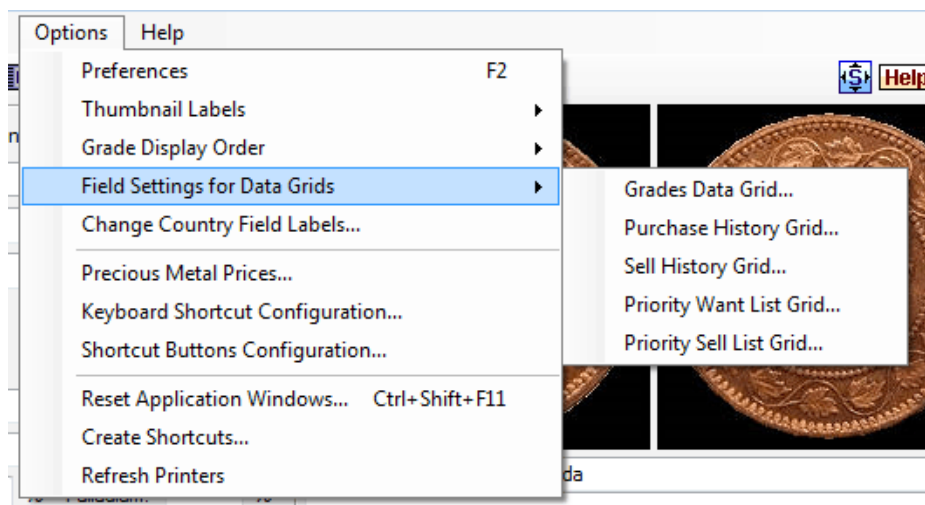 Options Help
Preferences F2
Thumbnail Labels
Grade Display Order
Field Settings for Data Grids
Change Country Field Labels...
Precious Metal Prices...
Keyboard Shortcut Configuration...
Shortcut Buttons Configuration...
Reset Application Windows... Ctrl+Shift+F11
Create Shortcuts...
Refresh Printers
Grades Data Grid...
Purchase History Grid...
Sell History Grid...
Priority Want List Grid...
Priority Sell List Grid...
S Help
da